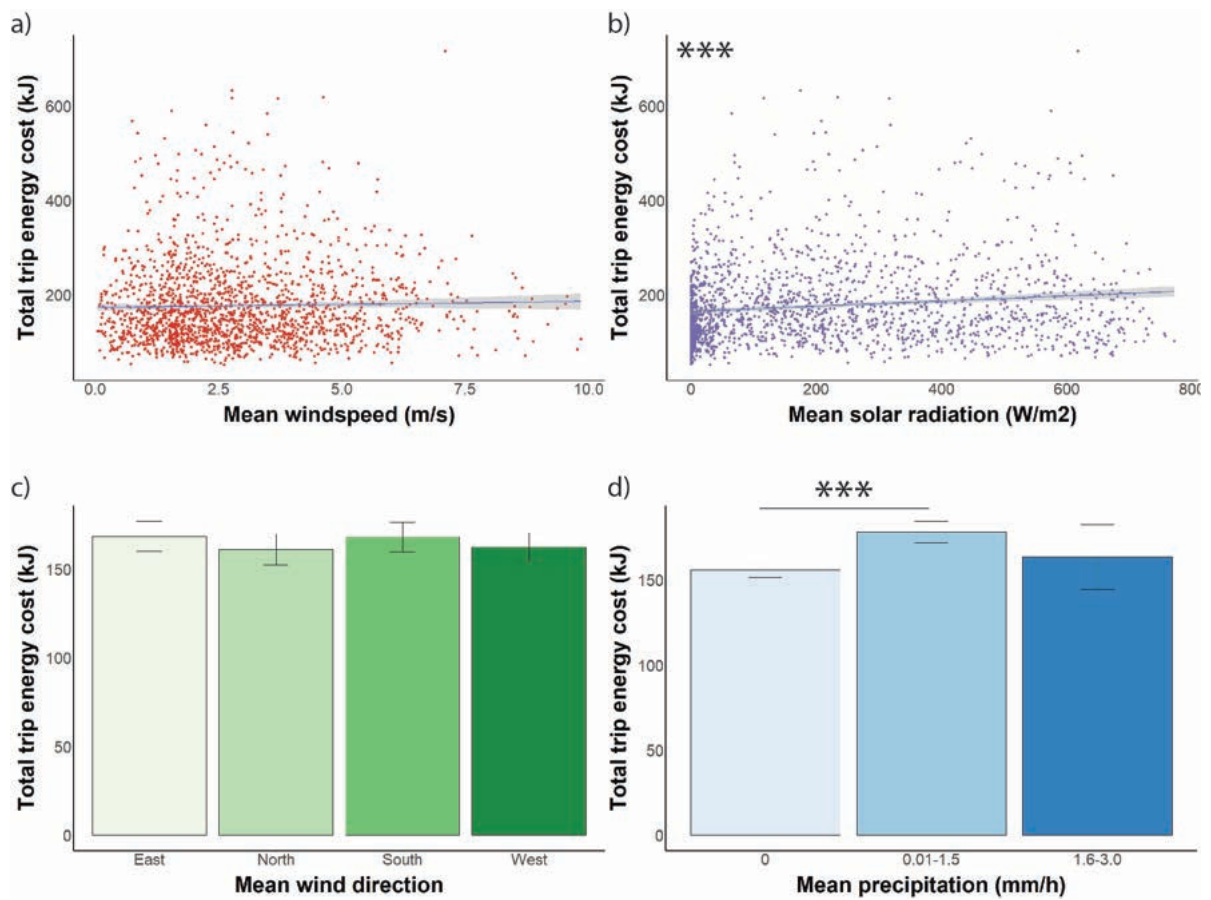 a)
Total trip energy cost (kJ)
600
400
200
0.0 2.5 5.0 7.5 10.0
Mean windspeed (m/s)
b)
***
Total trip energy cost (kJ)
600
400
200
0 200 400 600 800
Mean solar radiation (W/m2)
c)
Total trip energy cost (kJ)
150
100
50
0
East North South West
Mean wind direction
d)
***
Total trip energy cost (kJ)
150
100
50
0
0 0.01-1.5 1.6-3.0
Mean precipitation (mm/h)